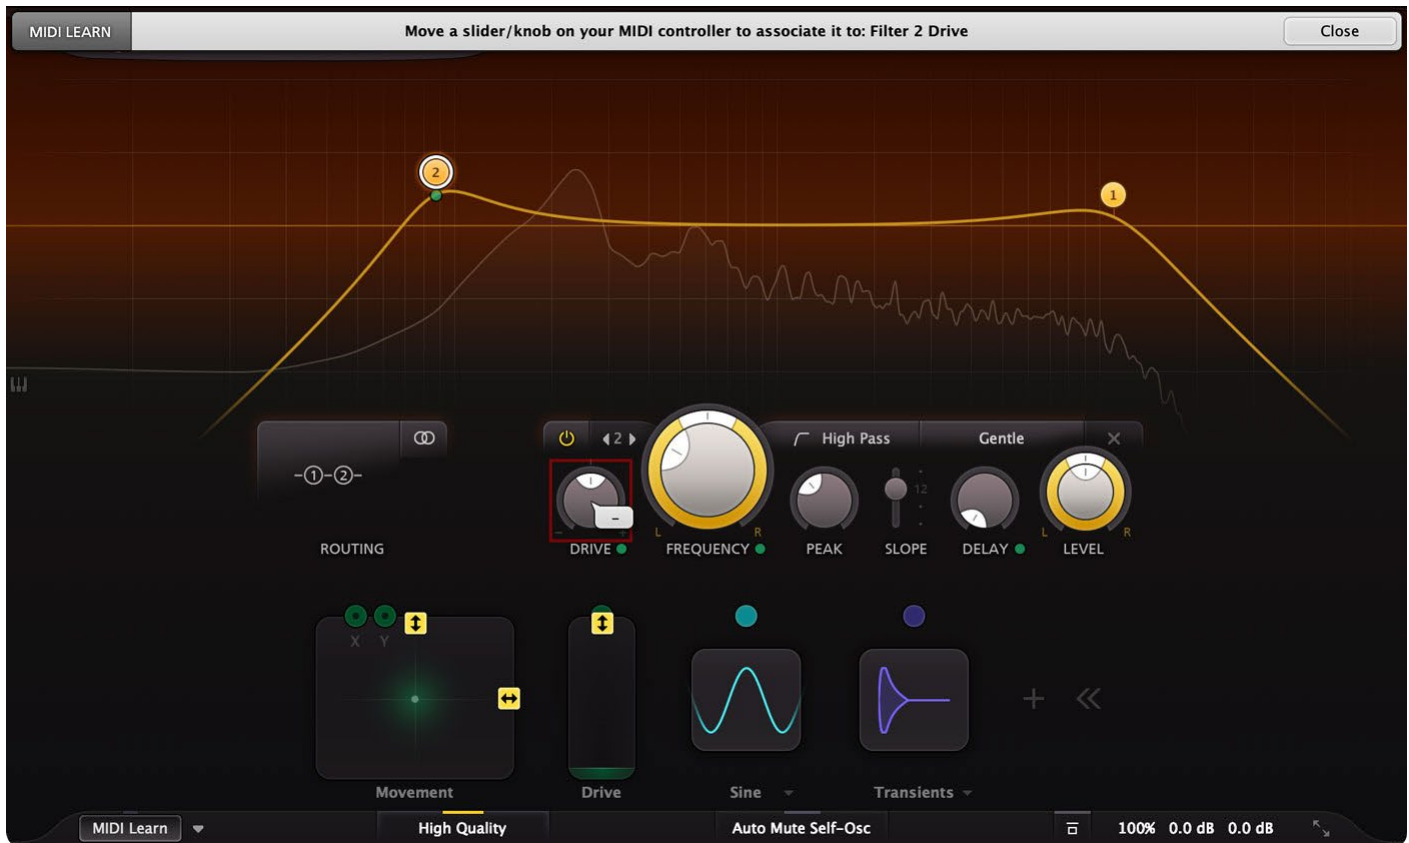 MIDI LEARN
Move a slider/knob on your MIDI controller to associate it to: Filter 2 Drive
Close
2
1
2
High Pass
Gentle
1 2
12
-
- +
L R
L R
ROUTING
DRIVE
FREQUENCY
PEAK
SLOPE
DELAY
LEVEL
X Y
Movement
Drive
Sine
Transients
MIDI Learn
High Quality
Auto Mute Self-Osc
100% 0.0 dB 0.0 dB